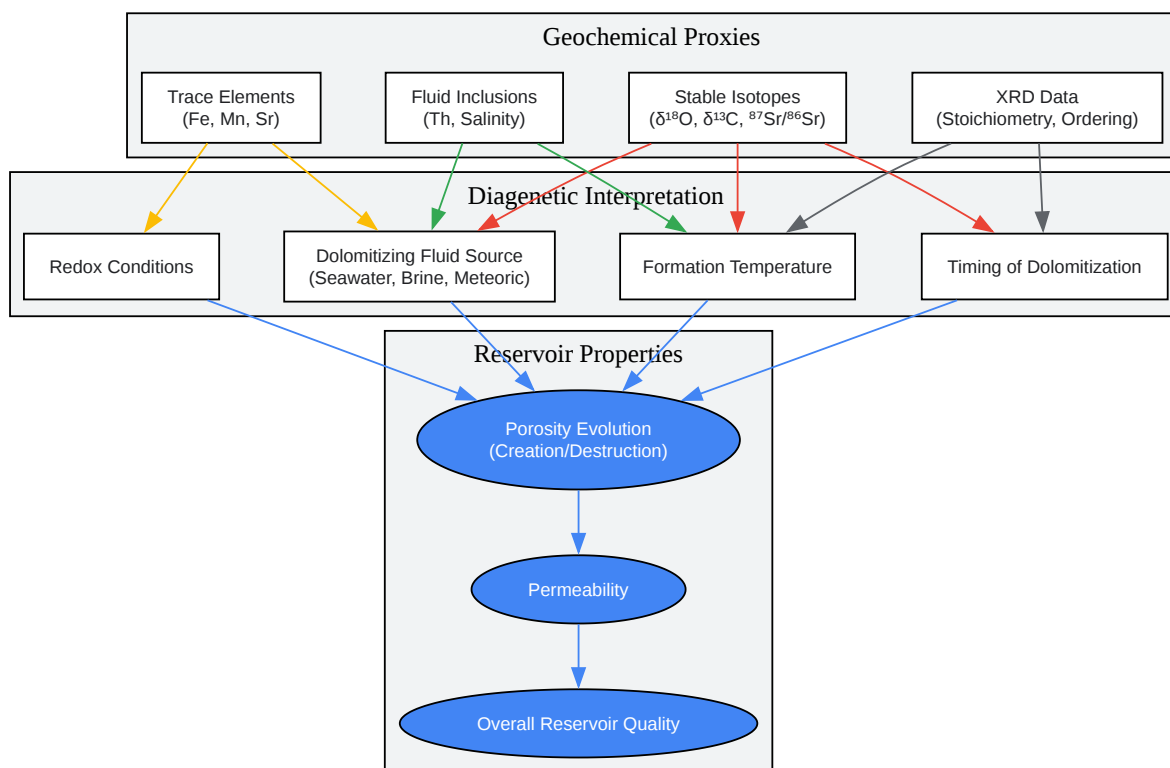 Geochemical Proxies
Trace Elements
(Fe, Mn, Sr)
Fluid Inclusions
(Th, Salinity)
Stable Isotopes
(δ¹⁸O, δ¹³C, ⁸⁷Sr/⁸⁶Sr)
XRD Data
(Stoichiometry, Ordering)
Diagenetic Interpretation
Redox Conditions
Dolomitizing Fluid Source
(Seawater, Brine, Meteoric)
Formation Temperature
Timing of Dolomitization
Reservoir Properties
Porosity Evolution
(Creation/Destruction)
Permeability
Overall Reservoir Quality